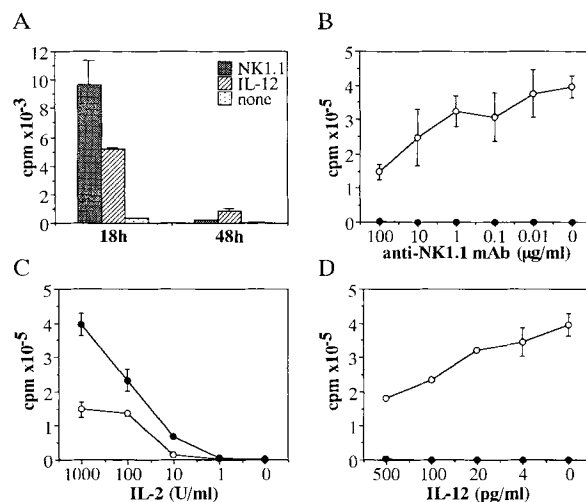 A
cpm x10-3
12
10
8
6
4
2
0
NK1.1
IL-12
none
18h
48h
B
cpm x10-5
5
4
3
2
1
0
100 10 1 0.1 0.01 0
anti-NK1.1 mAb (µg/ml)
C
cpm x10-5
5
4
3
2
1
0
1000 100 10 1 0
IL-2 (U/ml)
D
cpm x10-5
5
4
3
2
1
0
500 100 20 4 0
IL-12 (pg/ml)